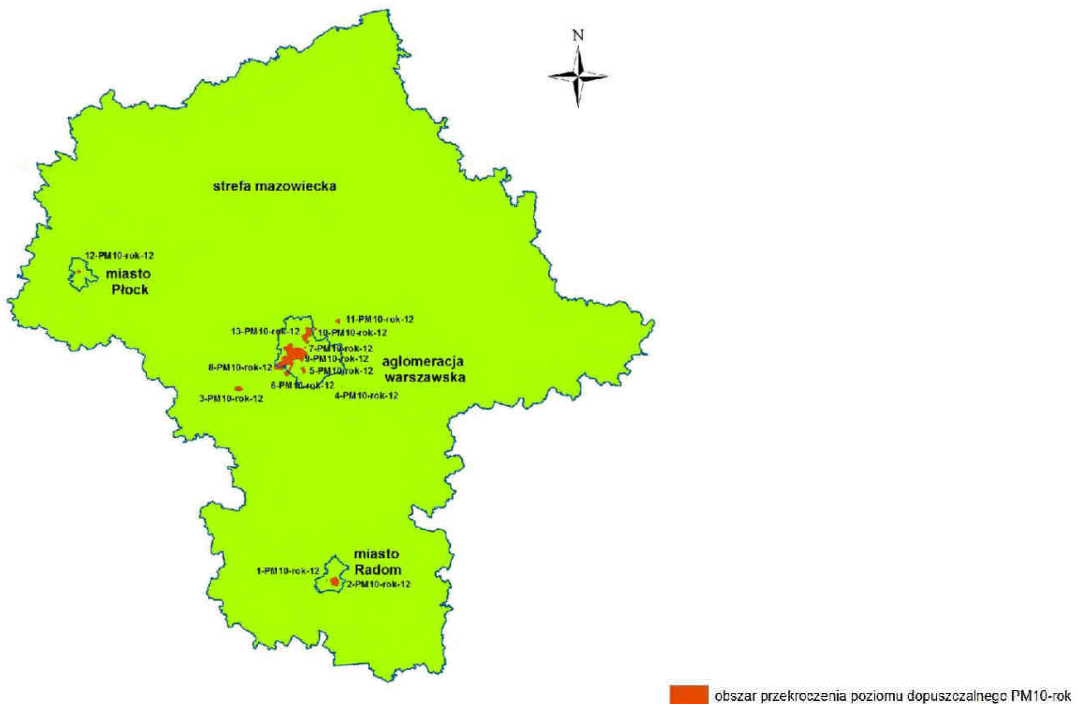 N
strefa mazowiecka
12-PM10-rok-12
miasto
Płock
11-PM10-rok-12
13-PM10-rok-12
10-PM10-rok-12
7-PM10-rok-12
9-PM10-rok-12
aglomeracja
warszawska
8-PM10-rok-12
5-PM10-rok-12
6-PM10-rok-12
3-PM10-rok-12
4-PM10-rok-12
miasto
Radom
1-PM10-rok-12
2-PM10-rok-12
obszar przekroczenia poziomu dopuszczalnego PM10-rok